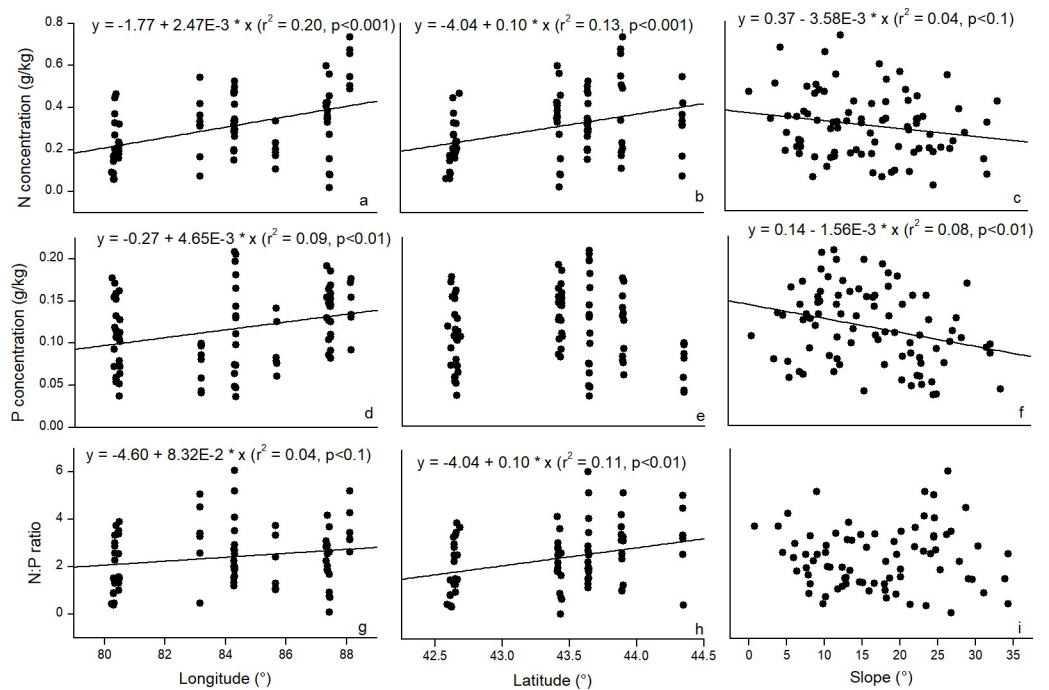 y = -1.77 + 2.47E-3 * x (r² = 0.20, p<0.001)
y = -4.04 + 0.10 * x (r² = 0.13, p<0.001)
y = 0.37 - 3.58E-3 * x (r² = 0.04, p<0.1)
N concentration (g/kg)
0.8
0.6
0.4
0.2
0.0
a
b
c
y = -0.27 + 4.65E-3 * x (r² = 0.09, p<0.01)
y = 0.14 - 1.56E-3 * x (r² = 0.08, p<0.01)
P concentration (g/kg)
0.20
0.15
0.10
0.05
0.00
d
e
f
y = -4.60 + 8.32E-2 * x (r² = 0.04, p<0.1)
y = -4.04 + 0.10 * x (r² = 0.11, p<0.01)
N:P ratio
6
4
2
0
g
h
i
80 82 84 86 88
42.5 43.0 43.5 44.0 44.5
0 5 10 15 20 25 30 35
Longitude (°)
Latitude (°)
Slope (°)